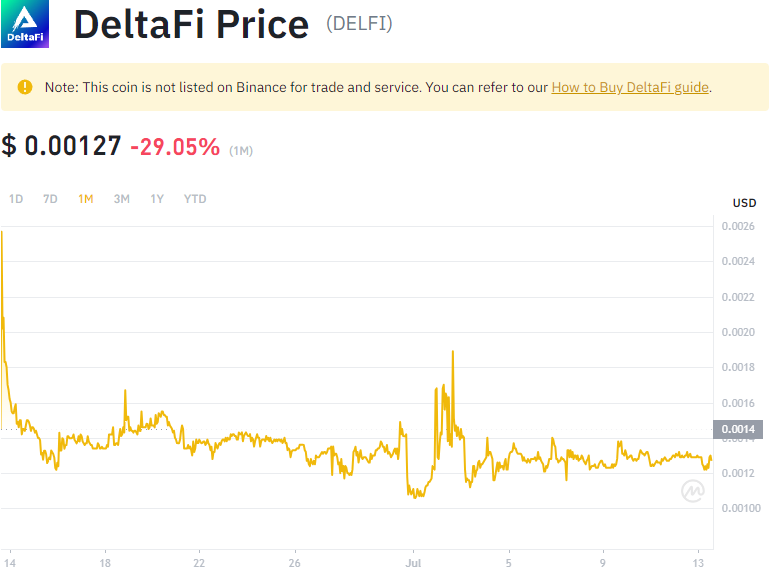 DeltaFi
DeltaFi Price (DELFI)
Note: This coin is not listed on Binance for trade and service. You can refer to our How to Buy DeltaFi guide.
$ 0.00127 -29.05% (1M)
1D 7D 1M 3M 1Y YTD
USD
0.0026
0.0024
0.0022
0.0020
0.0018
0.0016
0.0014
0.0014
0.0012
0.00100
14 18 22 26 Jul 5 9 13